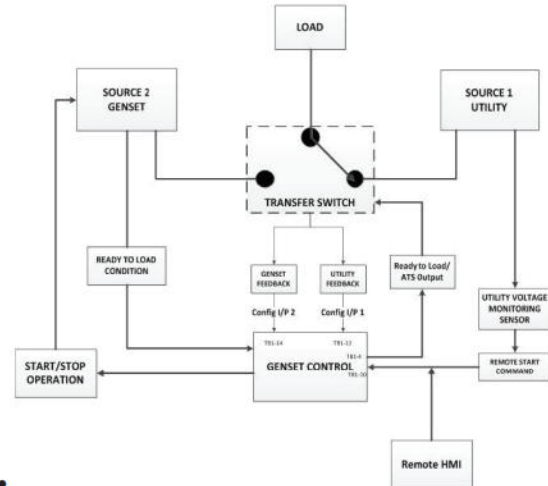 LOAD
SOURCE 2
GENSET
SOURCE 1
UTILITY
TRANSFER SWITCH
READY TO LOAD
CONDITION
GENSET
FEEDBACK
UTILITY
FEEDBACK
Ready to Load/
ATS Output
UTILITY VOLTAGE
MONITORING
SENSOR
Config I/P 2
Config I/P 1
TB1-14
TB1-13
TB1-4
TB1-10
GENSET CONTROL
START/STOP
OPERATION
REMOTE START
COMMAND
Remote HMI